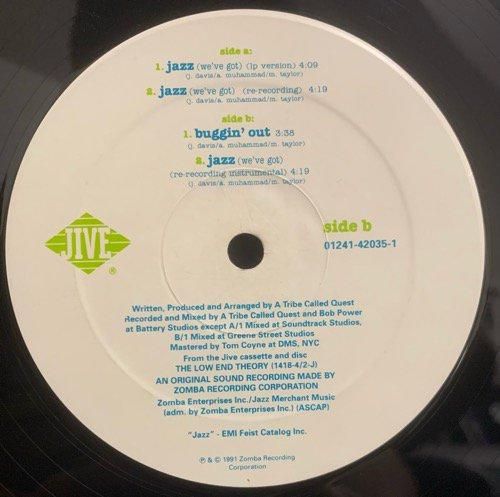 side a:
1. jazz (we've got) (lp version) 4:09
(j. davis/a. muhammad/m. taylor)
2. jazz (we've got) (re-recording) 4:19
(j. davis/a. muhammad/m. taylor)
side b:
1. buggin' out 3:38
(j. davis/a. muhammad/m. taylor)
2. jazz (we've got)
(re-recording instrumental) 4:19
(j. davis/a. muhammad/m. taylor)
JIVE
®
side b
01241-42035-1
Written, Produced and Arranged by A Tribe Called Quest
Recorded and Mixed by A Tribe Called Quest and Bob Power
at Battery Studios except A/1 Mixed at Soundtrack Studios,
B/1 Mixed at Greene Street Studios
Mastered by Tom Coyne at DMS, NYC
From the Jive cassette and disc
THE LOW END THEORY (1418-4/2-J)
AN ORIGINAL SOUND RECORDING MADE BY
ZOMBA RECORDING CORPORATION
Zomba Enterprises Inc./Jazz Merchant Music
(adm. by Zomba Enterprises Inc.) (ASCAP)
"Jazz" - EMI Feist Catalog Inc.
℗ & © 1991 Zomba Recording
Corporation